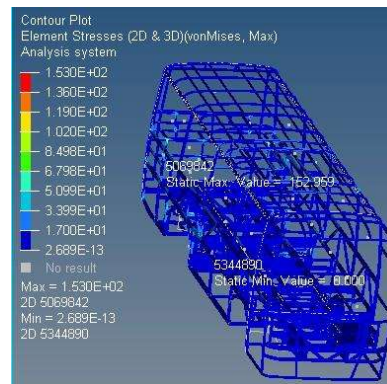 Contour Plot
Element Stresses (2D & 3D)(vonMises, Max)
Analysis system
1.530E+02
1.360E+02
1.190E+02
1.020E+02
8.498E+01
6.798E+01
5.099E+01
3.399E+01
1.700E+01
2.689E-13
No result
Max = 1.530E+02
2D 5069842
Min = 2.689E-13
2D 5344890
5069842
Static Max. Value = 152.959
5344890
Static Min. Value = 0.000